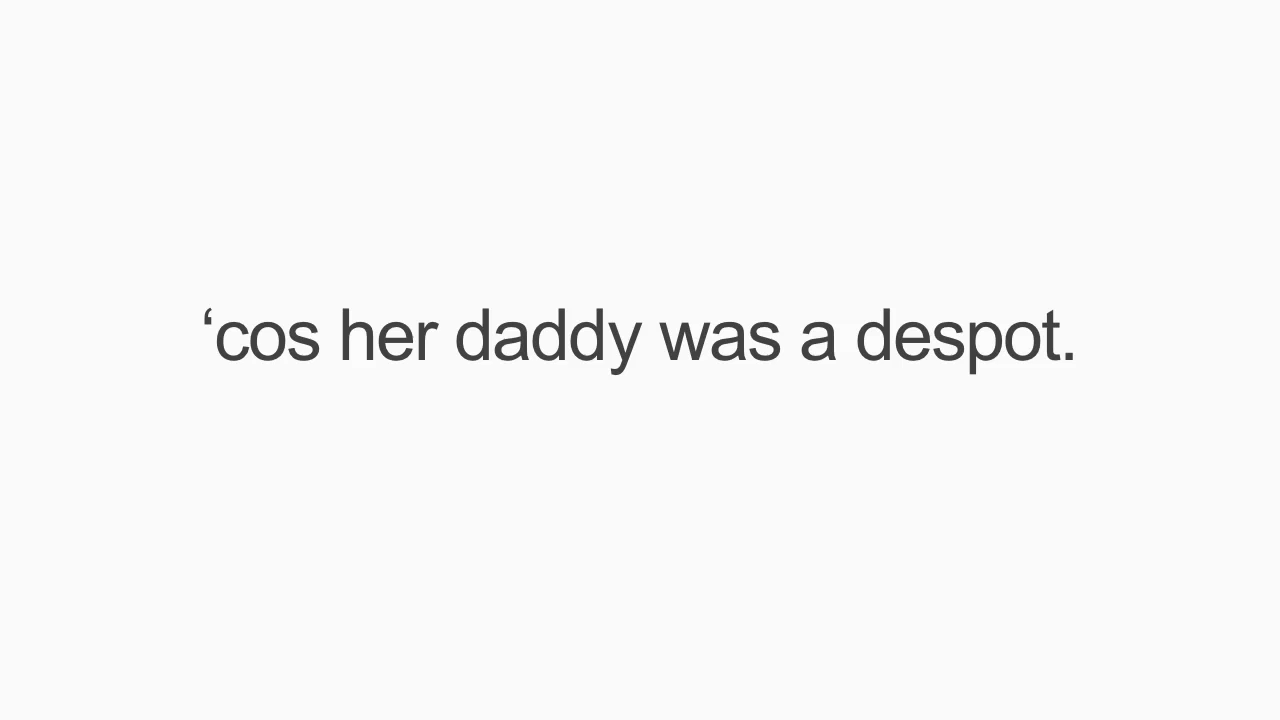 ‘cos her daddy was a despot.